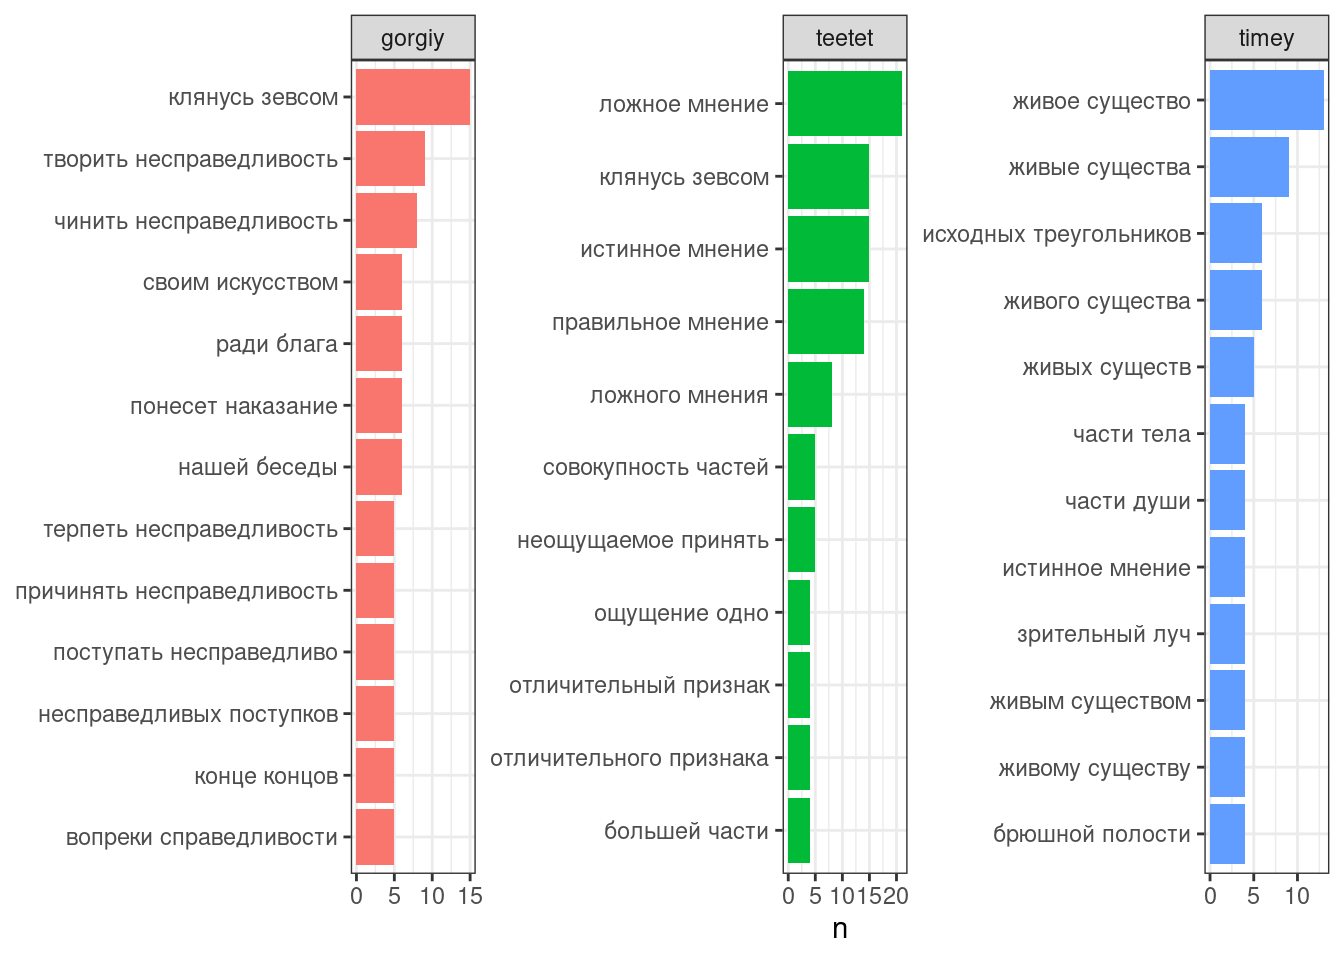 gorgiy
клянусь зевсом
творить несправедливость
чинить несправедливость
своим искусством
ради блага
понесет наказание
нашей беседы
терпеть несправедливость
причинять несправедливость
поступать несправедливо
несправедливых поступков
конце концов
вопреки справедливости
0 5 10 15
teetet
ложное мнение
клянусь зевсом
истинное мнение
правильное мнение
ложного мнения
совокупность частей
неощущаемое принять
ощущение одно
отличительный признак
отличительного признака
большей части
0 5 10 15 20
timey
живое существо
живые существа
исходных треугольников
живого существа
живых существ
части тела
части души
истинное мнение
зрительный луч
живым существом
живому существу
брюшной полости
0 5 10
n